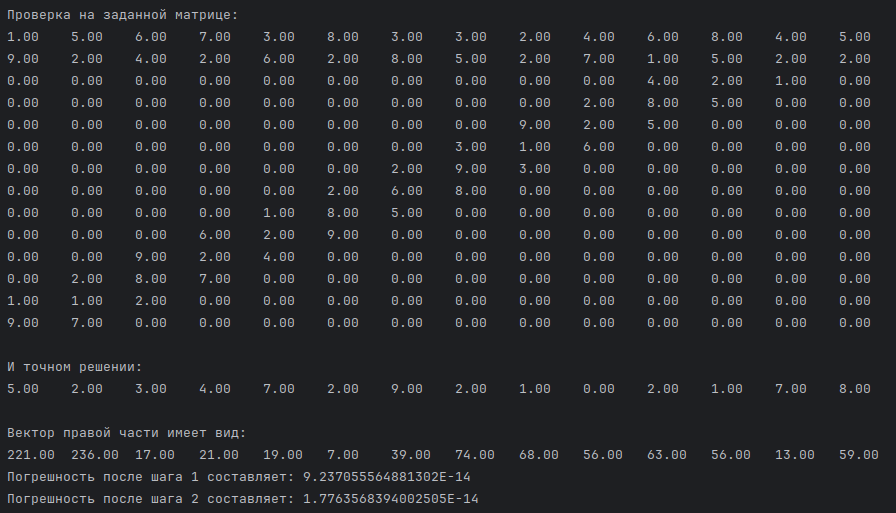 Проверка на заданной матрице:
1.00 5.00 6.00 7.00 3.00 8.00 3.00 3.00 2.00 4.00 6.00 8.00 4.00 5.00
9.00 2.00 4.00 2.00 6.00 2.00 8.00 5.00 2.00 7.00 1.00 5.00 2.00 2.00
0.00 0.00 0.00 0.00 0.00 0.00 0.00 0.00 0.00 0.00 4.00 2.00 1.00 0.00
0.00 0.00 0.00 0.00 0.00 0.00 0.00 0.00 0.00 2.00 8.00 5.00 0.00 0.00
0.00 0.00 0.00 0.00 0.00 0.00 0.00 0.00 9.00 2.00 5.00 0.00 0.00 0.00
0.00 0.00 0.00 0.00 0.00 0.00 0.00 3.00 1.00 6.00 0.00 0.00 0.00 0.00
0.00 0.00 0.00 0.00 0.00 0.00 2.00 9.00 3.00 0.00 0.00 0.00 0.00 0.00
0.00 0.00 0.00 0.00 0.00 2.00 6.00 8.00 0.00 0.00 0.00 0.00 0.00 0.00
0.00 0.00 0.00 0.00 1.00 8.00 5.00 0.00 0.00 0.00 0.00 0.00 0.00 0.00
0.00 0.00 0.00 6.00 2.00 9.00 0.00 0.00 0.00 0.00 0.00 0.00 0.00 0.00
0.00 0.00 9.00 2.00 4.00 0.00 0.00 0.00 0.00 0.00 0.00 0.00 0.00 0.00
0.00 2.00 8.00 7.00 0.00 0.00 0.00 0.00 0.00 0.00 0.00 0.00 0.00 0.00
1.00 1.00 2.00 0.00 0.00 0.00 0.00 0.00 0.00 0.00 0.00 0.00 0.00 0.00
9.00 7.00 0.00 0.00 0.00 0.00 0.00 0.00 0.00 0.00 0.00 0.00 0.00 0.00
И точном решении:
5.00 2.00 3.00 4.00 7.00 2.00 9.00 2.00 1.00 0.00 2.00 1.00 7.00 8.00
Вектор правой части имеет вид:
221.00 236.00 17.00 21.00 19.00 7.00 39.00 74.00 68.00 56.00 63.00 56.00 13.00 59.00
Погрешность после шага 1 составляет: 9.237055564881302E-14
Погрешность после шага 2 составляет: 1.7763568394002505E-14